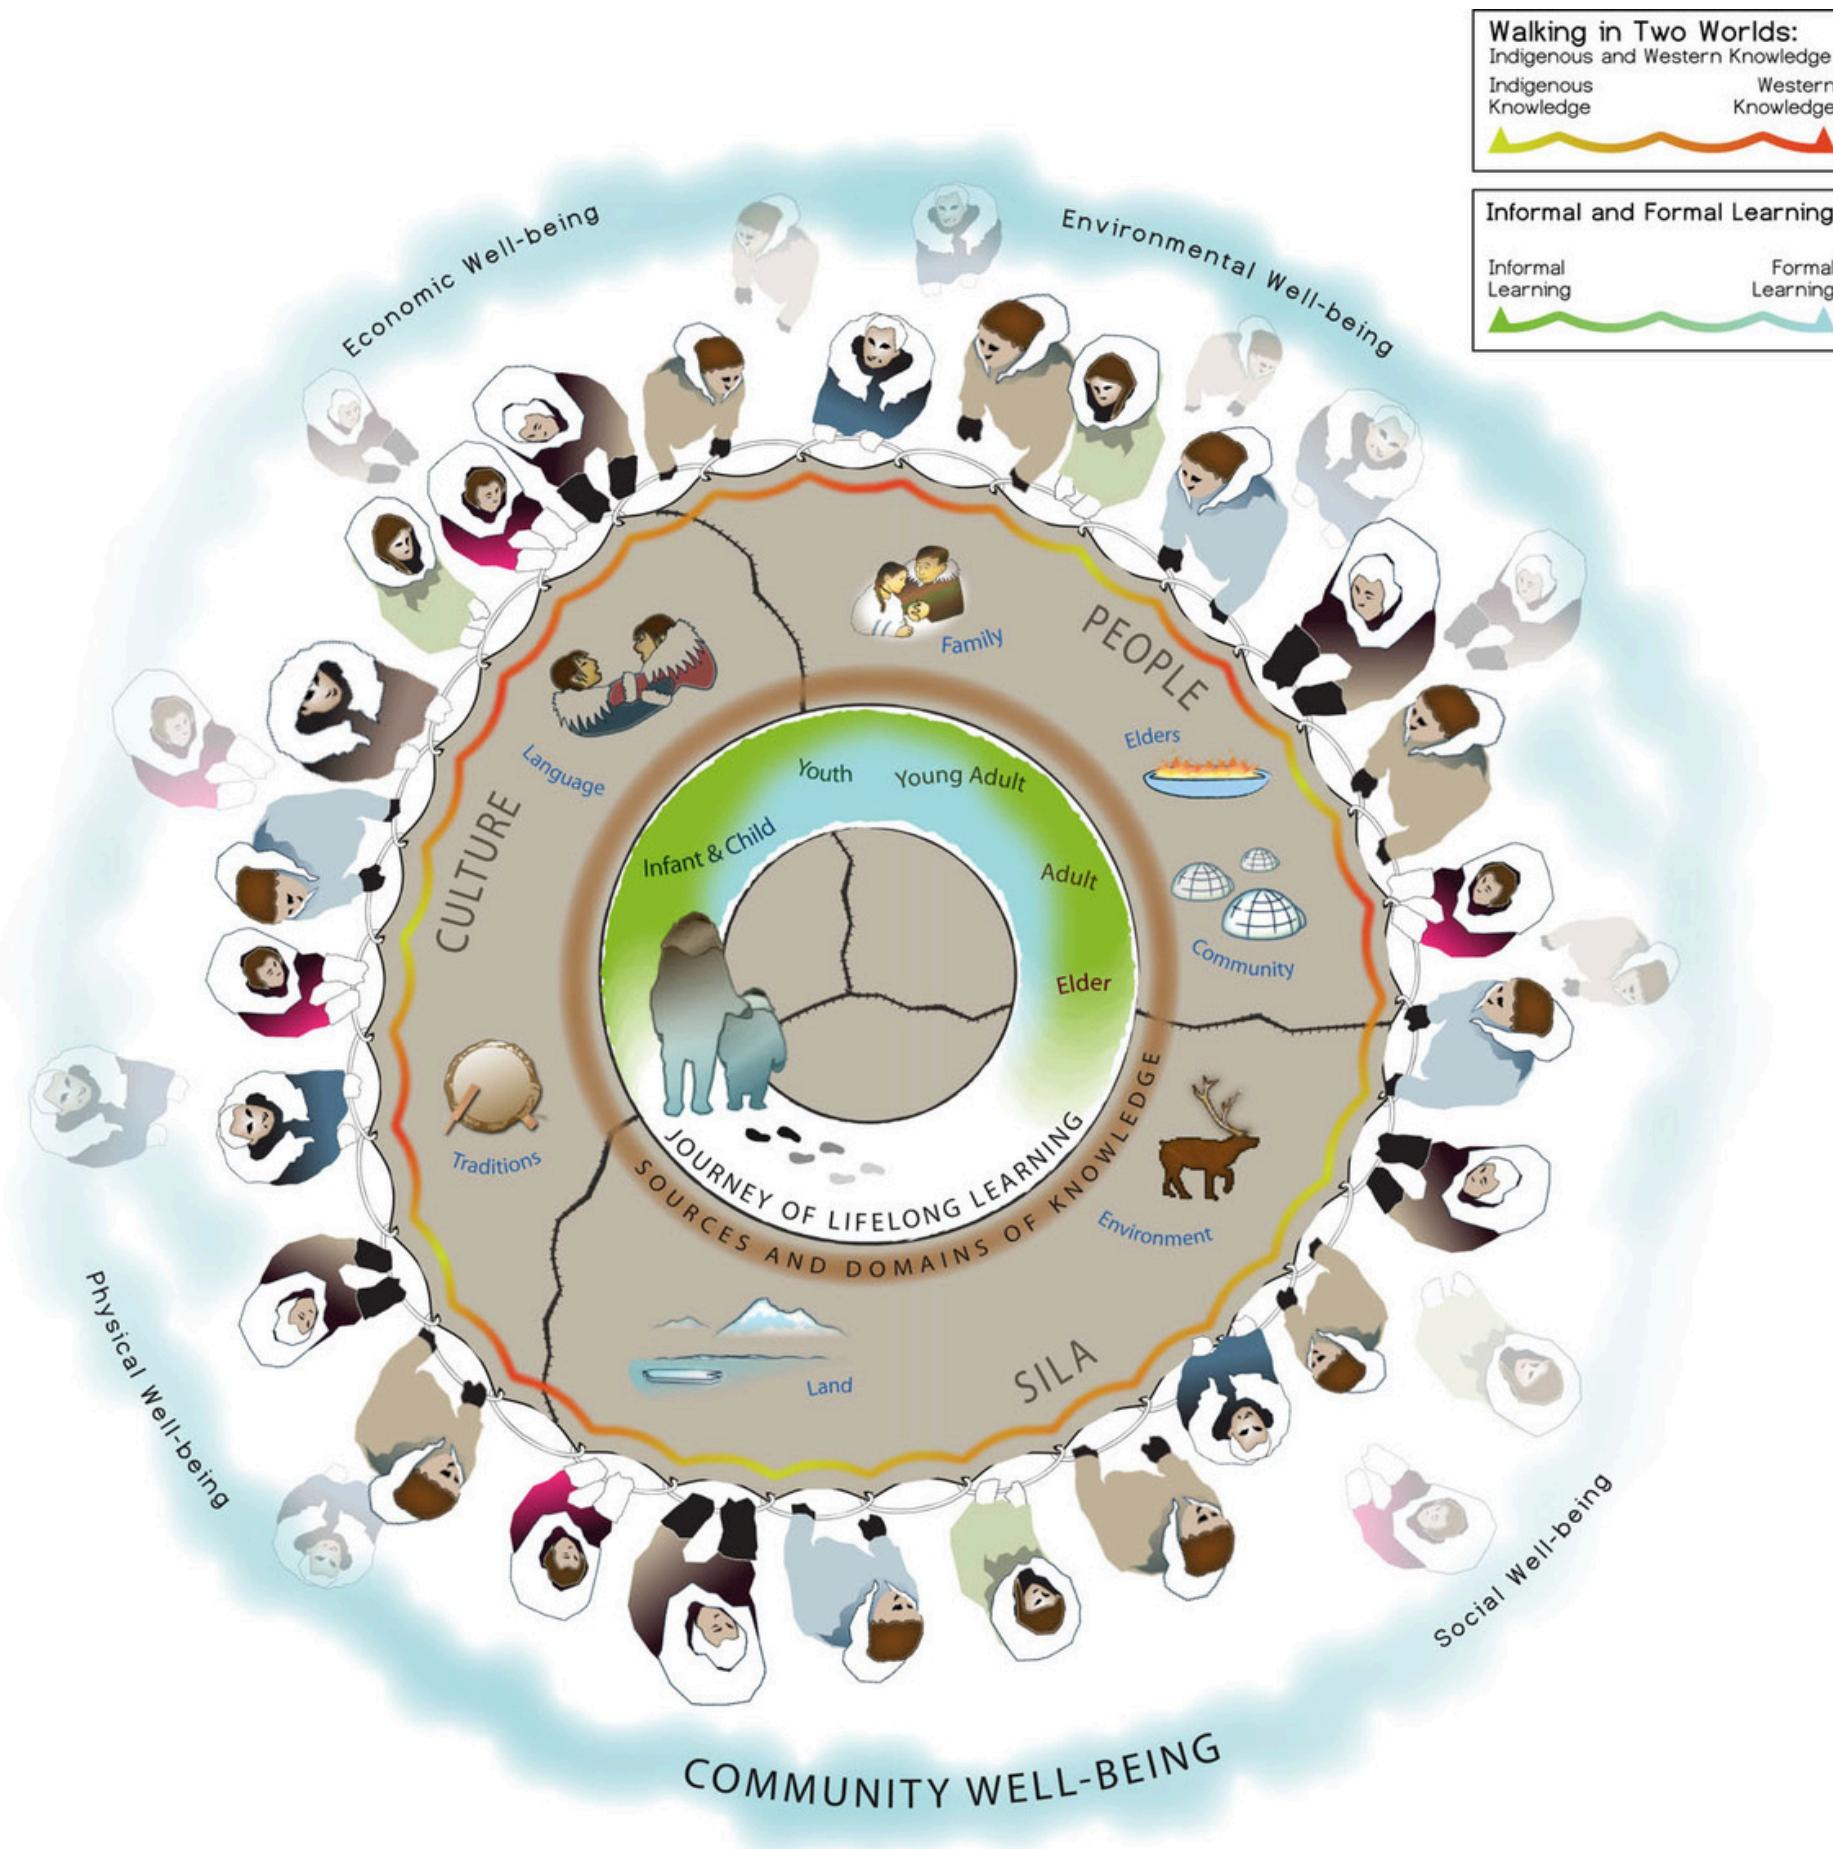 Walking in Two Worlds:
Indigenous and Western Knowledge
Indigenous
Knowledge
Western
Knowledge
Informal and Formal Learning
Informal
Learning
Formal
Learning
Economic Well-being
Environmental Well-being
Physical Well-being
Social Well-being
COMMUNITY WELL-BEING
CULTURE
Language
Traditions
PEOPLE
Family
Elders
Community
SILA
Environment
Land
Infant & Child
Youth
Young Adult
Adult
Elder
JOURNEY OF LIFELONG LEARNING
SOURCES AND DOMAINS OF KNOWLEDGE